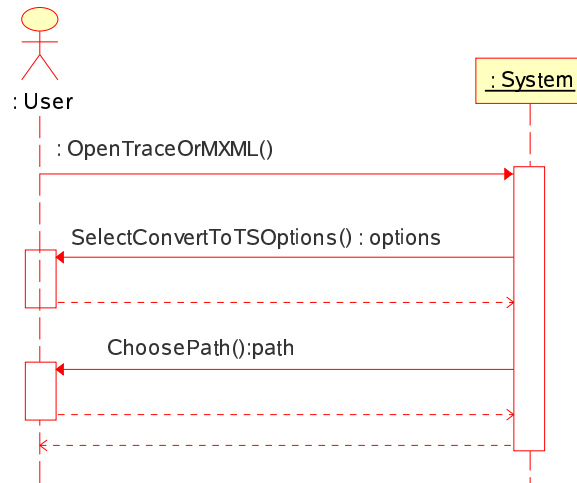 : User
: System
: OpenTraceOrMXML()
SelectConvertToTSOptions() : options
ChoosePath():path